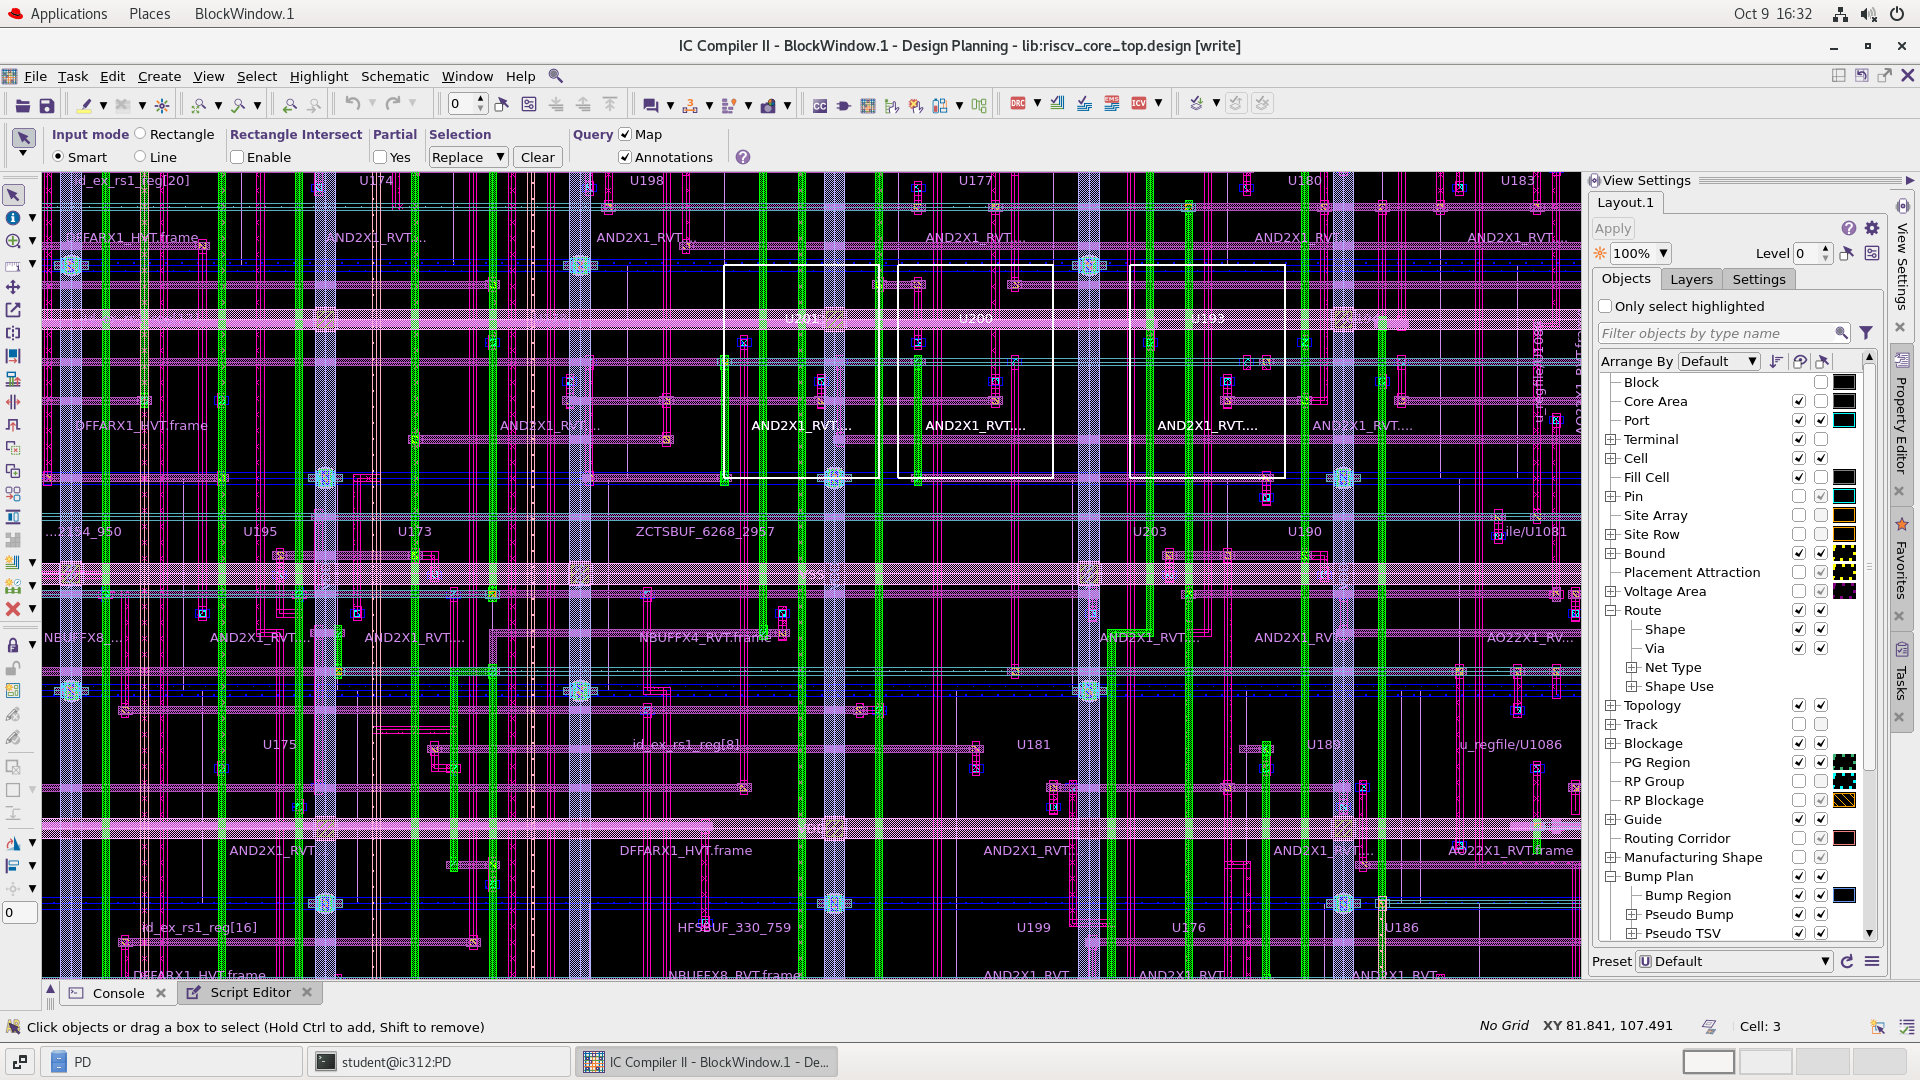 Applications Places BlockWindow.1 Oct 9 16:32
IC Compiler II - BlockWindow.1 - Design Planning - lib:riscv_core_top.design [write]
File Task Edit Create View Select Highlight Schematic Window Help
0 DRC ICV
Input mode Rectangle Rectangle Intersect Partial Selection Query Map
Smart Line Enable Yes Replace Clear Annotations
View Settings
Layout.1
Apply
100% Level 0
Objects Layers Settings
Only select highlighted
Filter objects by type name
Arrange By Default
Block
Core Area
Port
Terminal
Cell
Fill Cell
Pin
Site Array
Site Row
Bound
Placement Attraction
Voltage Area
Route
Shape
Via
Net Type
Shape Use
Topology
Track
Blockage
PG Region
RP Group
RP Blockage
Guide
Routing Corridor
Manufacturing Shape
Bump Plan
Bump Region
Pseudo Bump
Pseudo TSV
Preset Default
View Settings
Property Editor
Favorites
Tasks
d_ex_rs1_reg[20] U174 U198 U177 U180 U183
DFFARX1_HVT.frame AND2X1_RVT.... AND2X1_RVT.... AND2X1_RVT.... AND2X1_RVT AND2X1_RVT....
U201 U200 U193
DFFARX1_HVT.frame AND2X1_RVT.... AND2X1_RVT.... AND2X1_RVT.... AND2X1_RVT.... AND2X1_RVT....
...2194_950 U195 U173 ZCTSBUF_6268_2957 U203 U190 ile/U1081
NBUFFX8_... AND2X1_RVT.... AND2X1_RVT.... NBUFFX4_RVT.frame AND2X1_RVT... AND2X1_RVT AO22X1_RV...
U175 id_ex_rs1_reg[8] U181 U189 u_regfile/U1086
AND2X1_RVT DFFARX1_HVT.frame AND2X1_RVT AND2X1_RVT... AO22X1_RVT.frame
id_ex_rs1_reg[16] HFSBUF_330_759 U199 U176 U186
DFFARX1_HVT.frame NBUFFX8_RVT.frame AND2X1_RVT AND2X1_RVT AND2X1_RVT
0
Console Script Editor
Click objects or drag a box to select (Hold Ctrl to add, Shift to remove) No Grid XY 81.841, 107.491 Cell: 3
PD student@ic312:PD IC Compiler II - BlockWindow.1 - De...